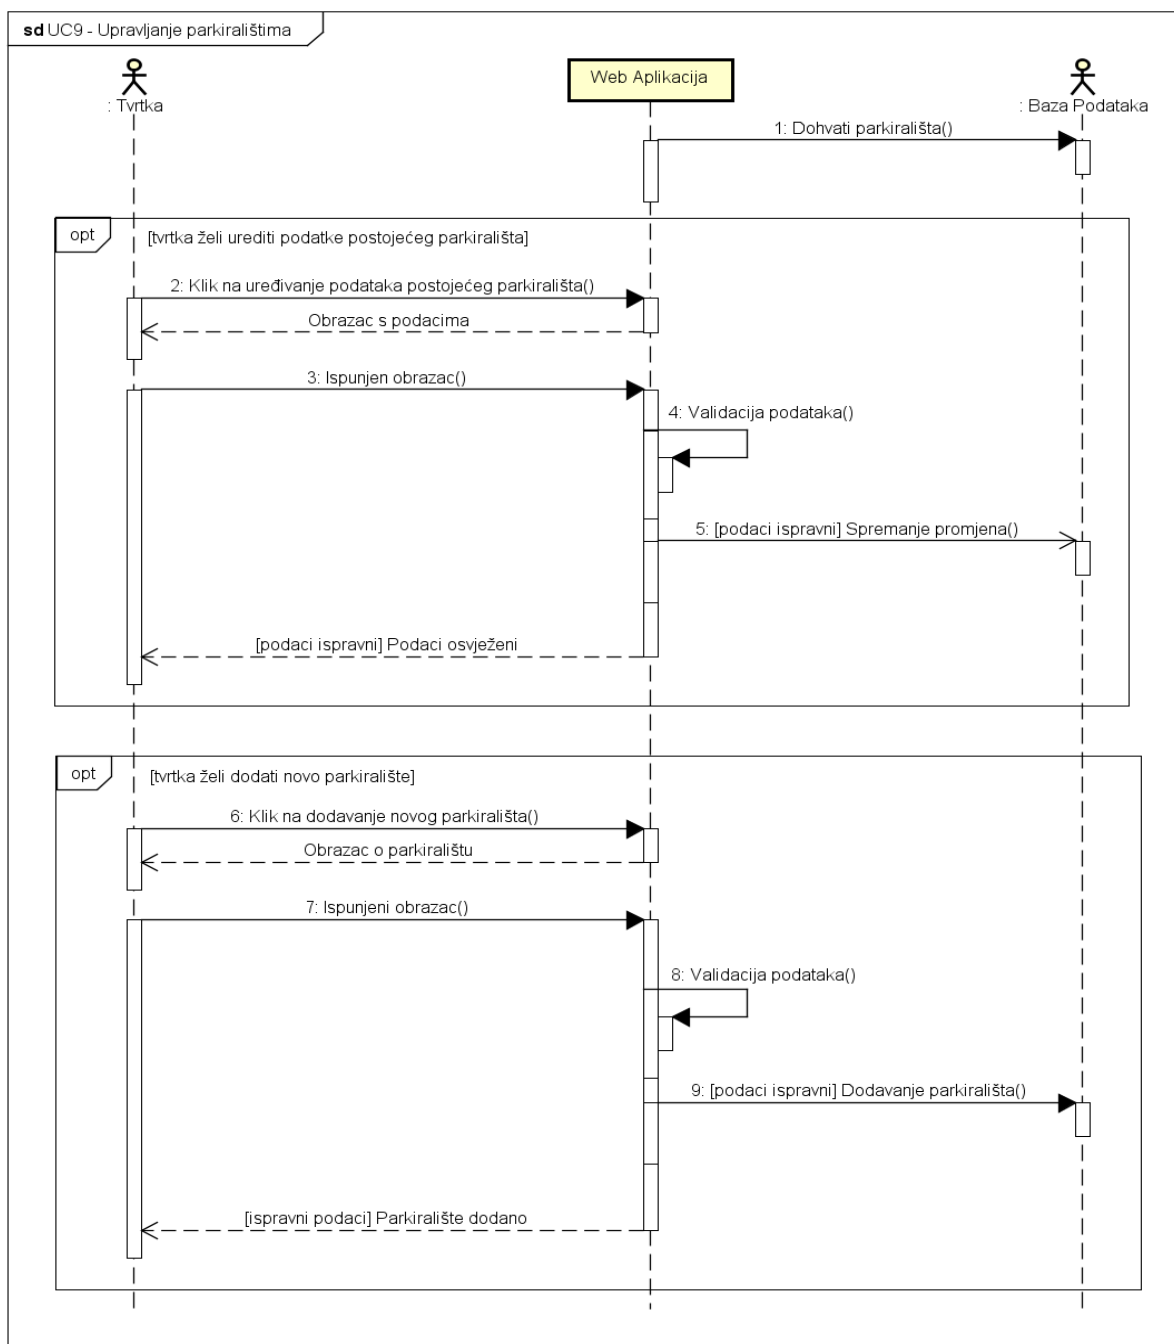 sd UC9 - Upravljanje parkiralištima
: Tvrtka
Web Aplikacija
: Baza Podataka
1: Dohvati parkirališta()
opt
[tvrtka želi urediti podatke postojećeg parkirališta]
2: Klik na uređivanje podataka postojećeg parkirališta()
Obrazac s podacima
3: Ispunjen obrazac()
4: Validacija podataka()
5: [podaci ispravni] Spremanje promjena()
[podaci ispravni] Podaci osvježeni
opt
[tvrtka želi dodati novo parkiralište]
6: Klik na dodavanje novog parkirališta()
Obrazac o parkiralištu
7: Ispunjeni obrazac()
8: Validacija podataka()
9: [podaci ispravni] Dodavanje parkirališta()
[ispravni podaci] Parkiralište dodano